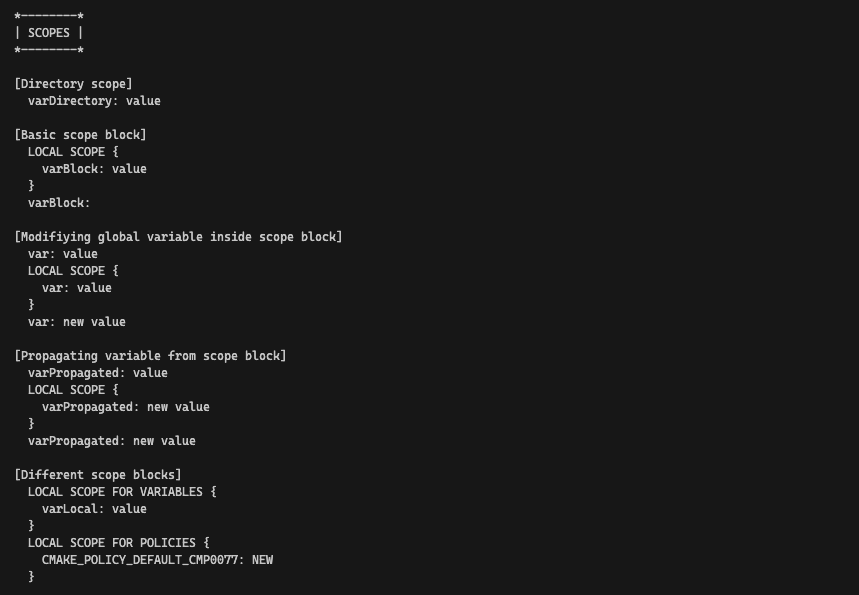 *--------*
| SCOPES |
*--------*

[Directory scope]
  varDirectory: value

[Basic scope block]
  LOCAL SCOPE {
    varBlock: value
  }
  varBlock:

[Modifiying global variable inside scope block]
  var: value
  LOCAL SCOPE {
    var: value
  }
  var: new value

[Propagating variable from scope block]
  varPropagated: value
  LOCAL SCOPE {
    varPropagated: new value
  }
  varPropagated: new value

[Different scope blocks]
  LOCAL SCOPE FOR VARIABLES {
    varLocal: value
  }
  LOCAL SCOPE FOR POLICIES {
    CMAKE_POLICY_DEFAULT_CMP0077: NEW
  }